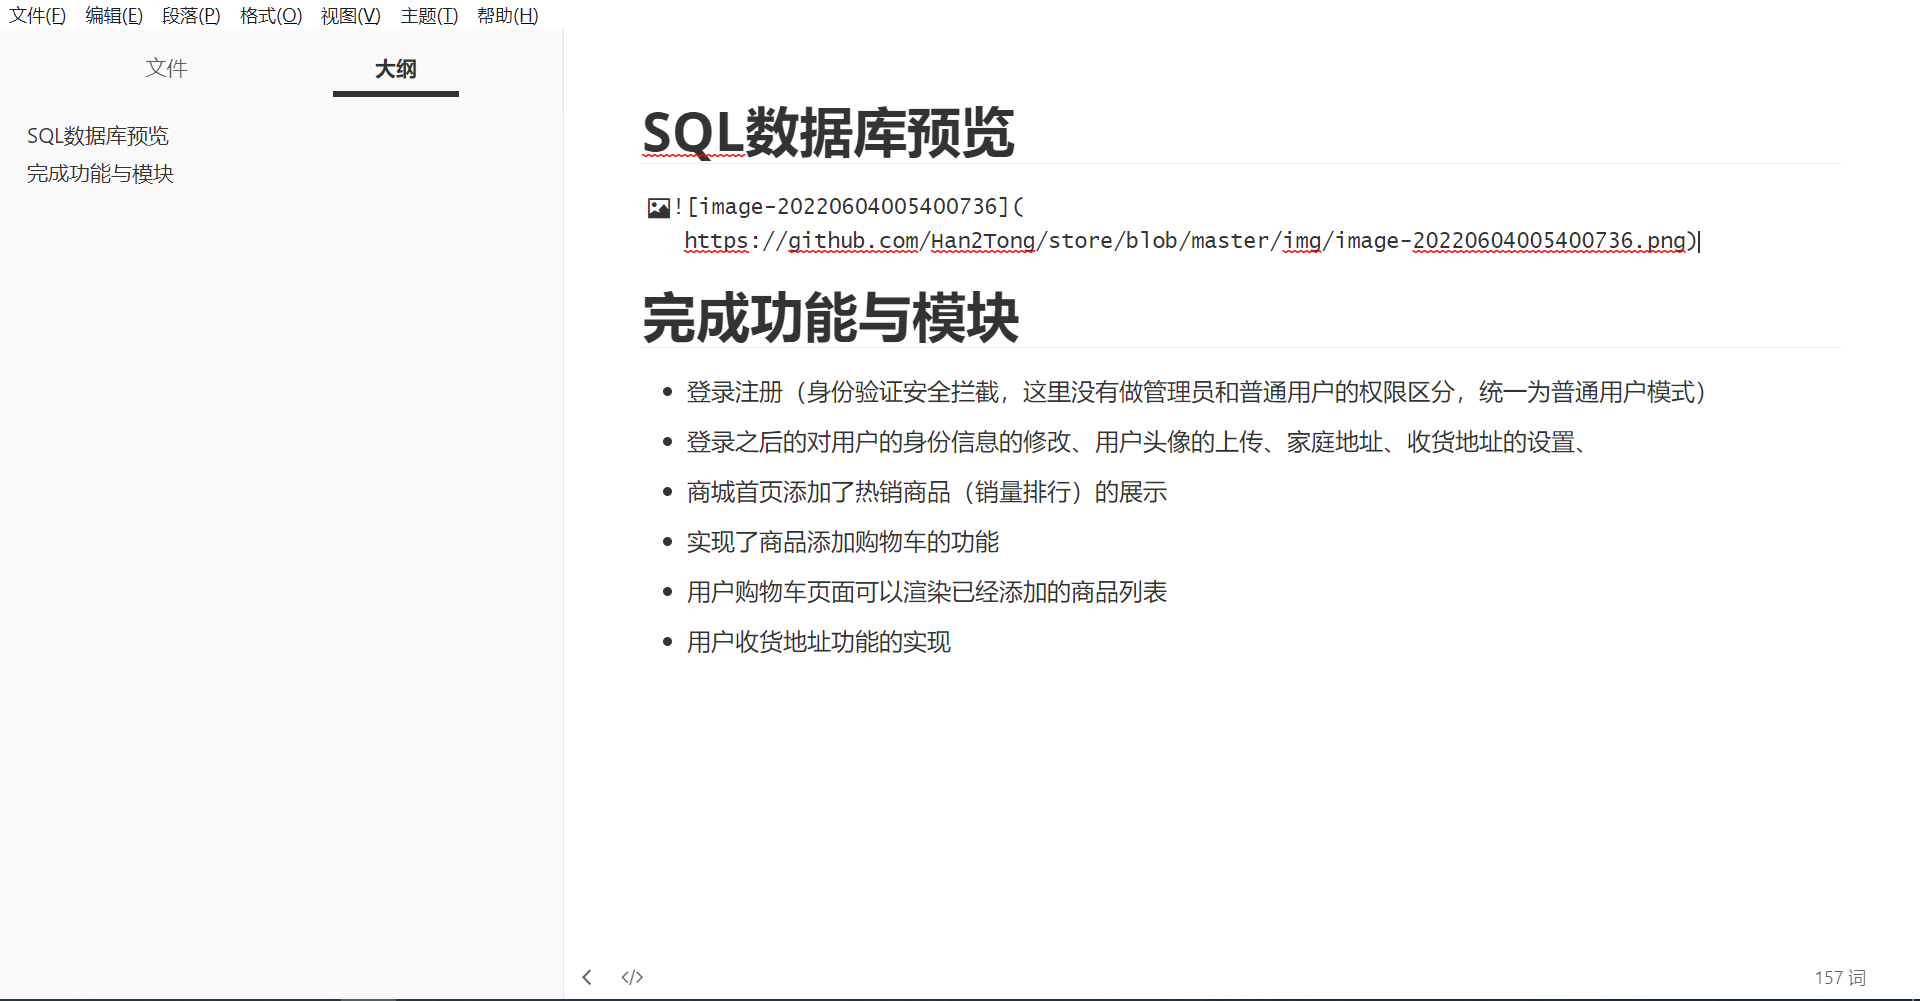 文件(F) 编辑(E) 段落(P) 格式(O) 视图(V) 主题(T) 帮助(H)
文件 大纲
SQL数据库预览
完成功能与模块
SQL数据库预览
![image-20220604005400736](
https://github.com/Han2Tong/store/blob/master/img/image-20220604005400736.png)
完成功能与模块
登录注册（身份验证安全拦截，这里没有做管理员和普通用户的权限区分，统一为普通用户模式）
登录之后的对用户的身份信息的修改、用户头像的上传、家庭地址、收货地址的设置、
商城首页添加了热销商品（销量排行）的展示
实现了商品添加购物车的功能
用户购物车页面可以渲染已经添加的商品列表
用户收货地址功能的实现
</> 157 词